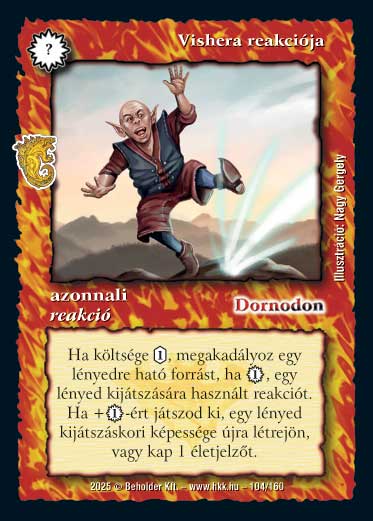 ?
Vishera reakciója
Illusztráció: Nagy Gergely
azonnali
reakció
Dornodon
Ha költsége 1, megakadályoz egy
lényedre ható forrást, ha 1, egy
lényed kijátszására használt reakciót.
Ha +1-ért játszod ki, egy lényed
kijátszáskori képessége újra létrejön,
vagy kap 1 életjelzőt.
2025 © Beholder Kft. – www.hkk.hu – 104/160